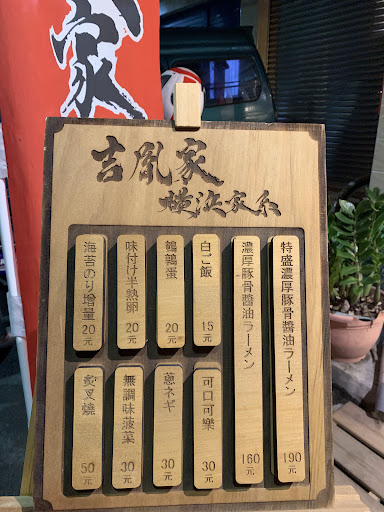 家
吉胤家
横浜家系
特盛濃厚豚骨醬油ラーメン
190元
濃厚豚骨醬油ラーメン
160元
白ご飯
15元
鵪鶉蛋
20元
味付け半熟卵
20元
海苔のり増量
20元
可口可樂
30元
蔥ネギ
30元
無調味菠菜
30元
炙叉燒
50元